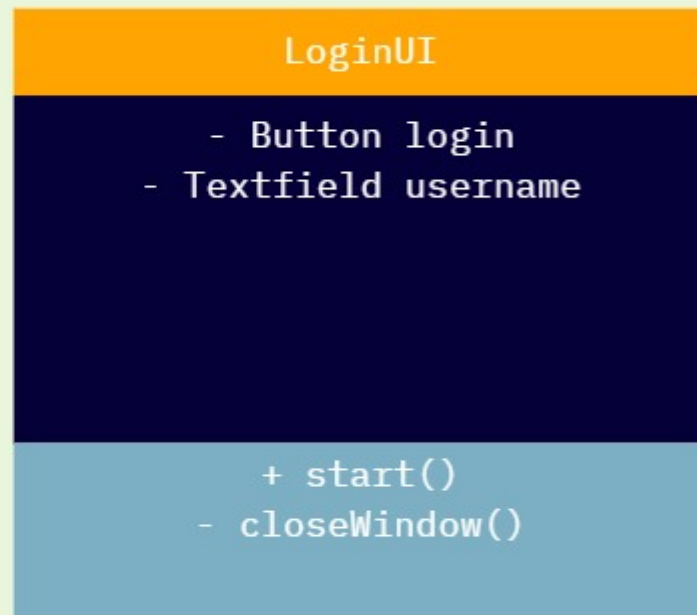 LoginUI
- Button login
- Textfield username
+ start()
- closeWindow()